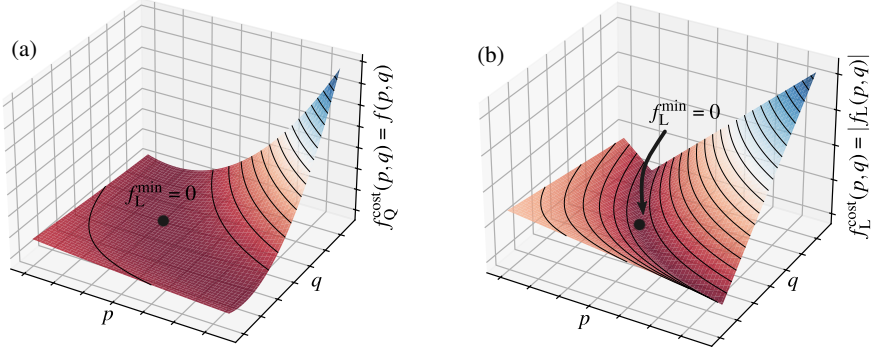 (a)
f_L^min = 0
p
q
f_Q^cost(p, q) = f(p, q)
(b)
f_L^min = 0
p
q
f_L^cost(p, q) = |f_L(p, q)|